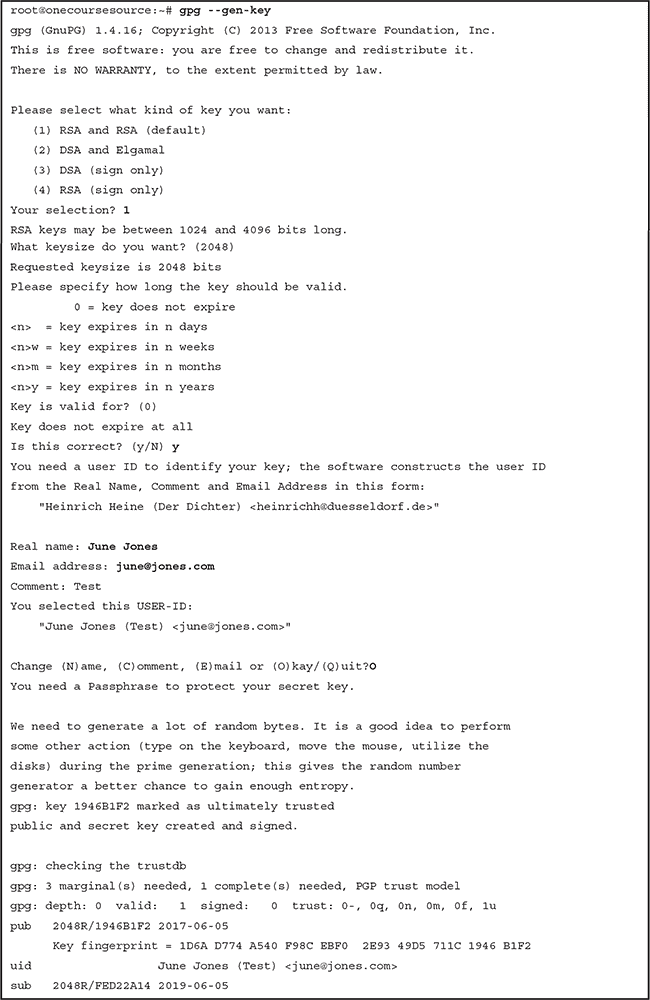 root@onecoursesource:~# gpg --gen-key
gpg (GnuPG) 1.4.16; Copyright (C) 2013 Free Software Foundation, Inc.
This is free software: you are free to change and redistribute it.
There is NO WARRANTY, to the extent permitted by law.
Please select what kind of key you want:
(1) RSA and RSA (default)
(2) DSA and Elgamal
(3) DSA (sign only)
(4) RSA (sign only)
Your selection? 1
RSA keys may be between 1024 and 4096 bits long.
What keysize do you want? (2048)
Requested keysize is 2048 bits
Please specify how long the key should be valid.
0 = key does not expire
<n>  = key expires in n days
<n>w = key expires in n weeks
<n>m = key expires in n months
<n>y = key expires in n years
Key is valid for? (0)
Key does not expire at all
Is this correct? (y/N) y
You need a user ID to identify your key; the software constructs the user ID
from the Real Name, Comment and Email Address in this form:
"Heinrich Heine (Der Dichter) <heinrichh@duesseldorf.de>"
Real name: June Jones
Email address: june@jones.com
Comment: Test
You selected this USER-ID:
"June Jones (Test) <june@jones.com>"
Change (N)ame, (C)omment, (E)mail or (O)kay/(Q)uit?O
You need a Passphrase to protect your secret key.
We need to generate a lot of random bytes. It is a good idea to perform
some other action (type on the keyboard, move the mouse, utilize the
disks) during the prime generation; this gives the random number
generator a better chance to gain enough entropy.
gpg: key 1946B1F2 marked as ultimately trusted
public and secret key created and signed.
gpg: checking the trustdb
gpg: 3 marginal(s) needed, 1 complete(s) needed, PGP trust model
gpg: depth: 0  valid:   1  signed:   0  trust: 0-, 0q, 0n, 0m, 0f, 1u
pub   2048R/1946B1F2 2017-06-05
Key fingerprint = 1D6A D774 A540 F98C EBF0  2E93 49D5 711C 1946 B1F2
uid                  June Jones (Test) <june@jones.com>
sub   2048R/FED22A14 2019-06-05